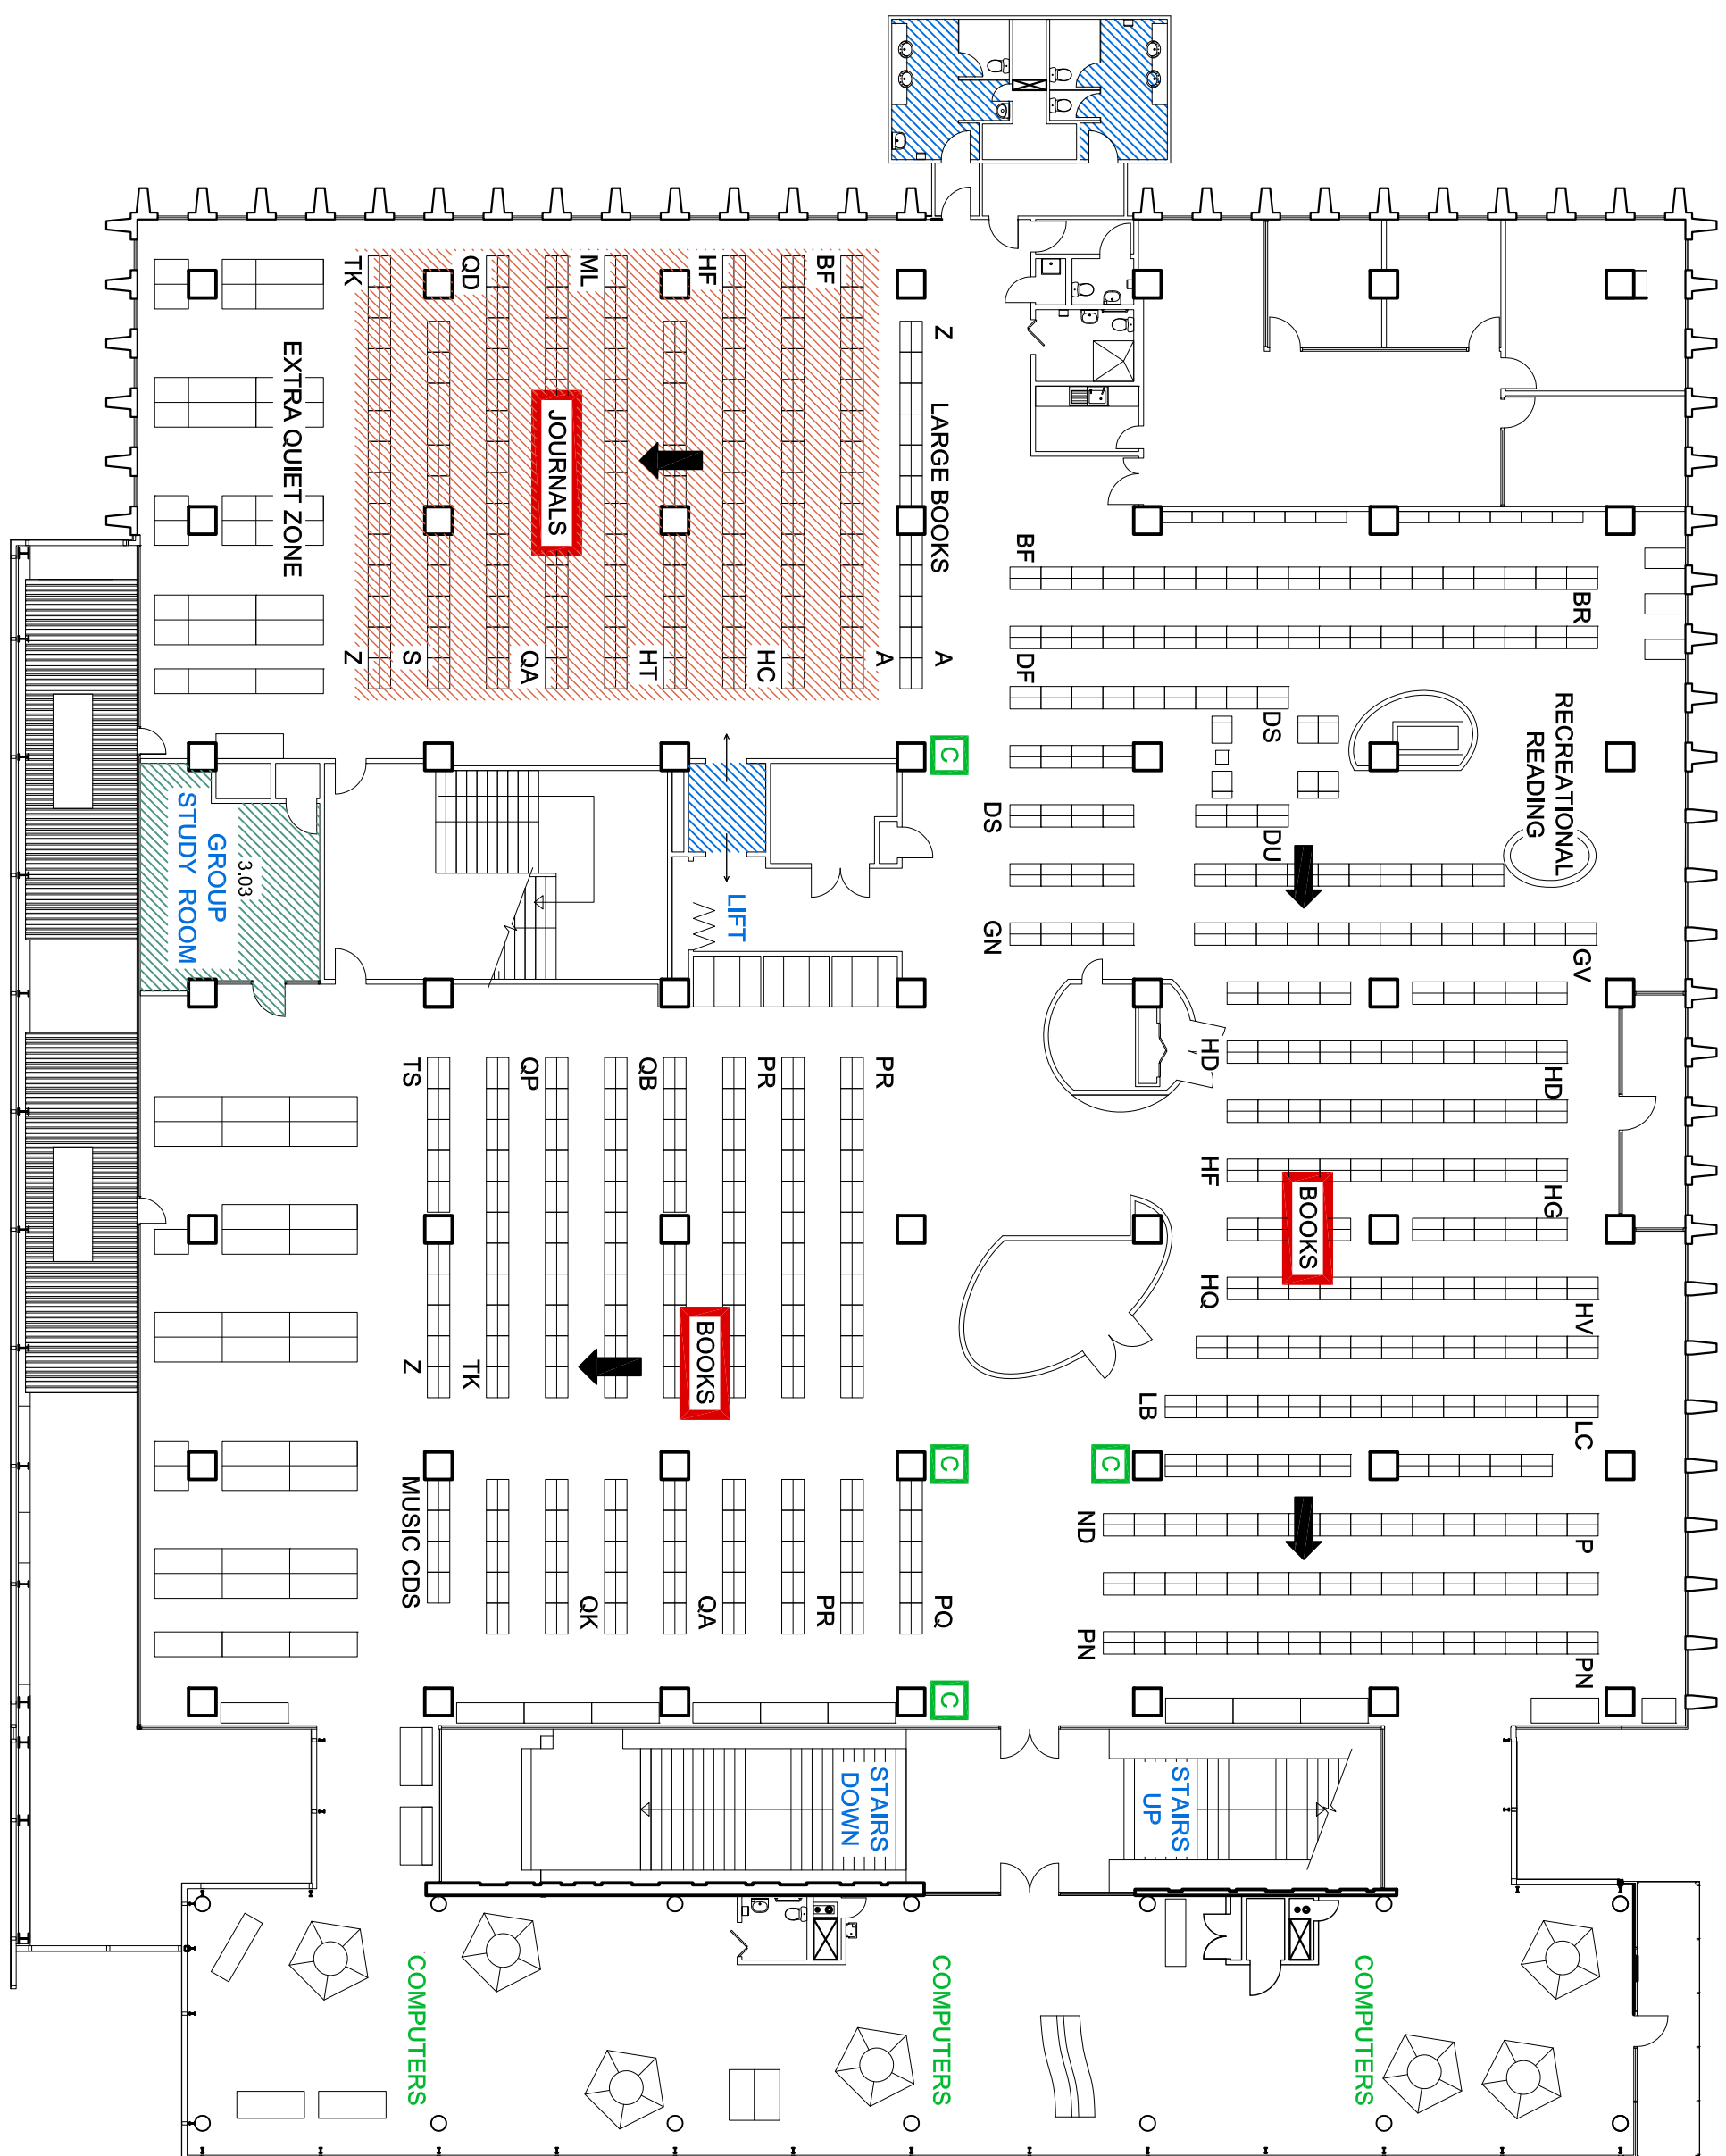 BR
GV
HV
LC
P
PN
RECREATIONAL
READING
HD
HG
COMPUTERS
BOOKS
DS
DU
HD
HF
HQ
STAIRS
UP
LB
C
ND
PN
BF
DF
DS
GN
Z
LARGE BOOKS
A
C
C
PQ
C
COMPUTERS
A
PR
STAIRS
DOWN
BF
PR
HC
PR
LIFT
HF
QA
BOOKS
HT
QB
ML
QK
JOURNALS
QA
QP
QD
TK
S
TS
Z
MUSIC CDS
COMPUTERS
TK
Z
EXTRA QUIET ZONE
3.03
GROUP
STUDY ROOM